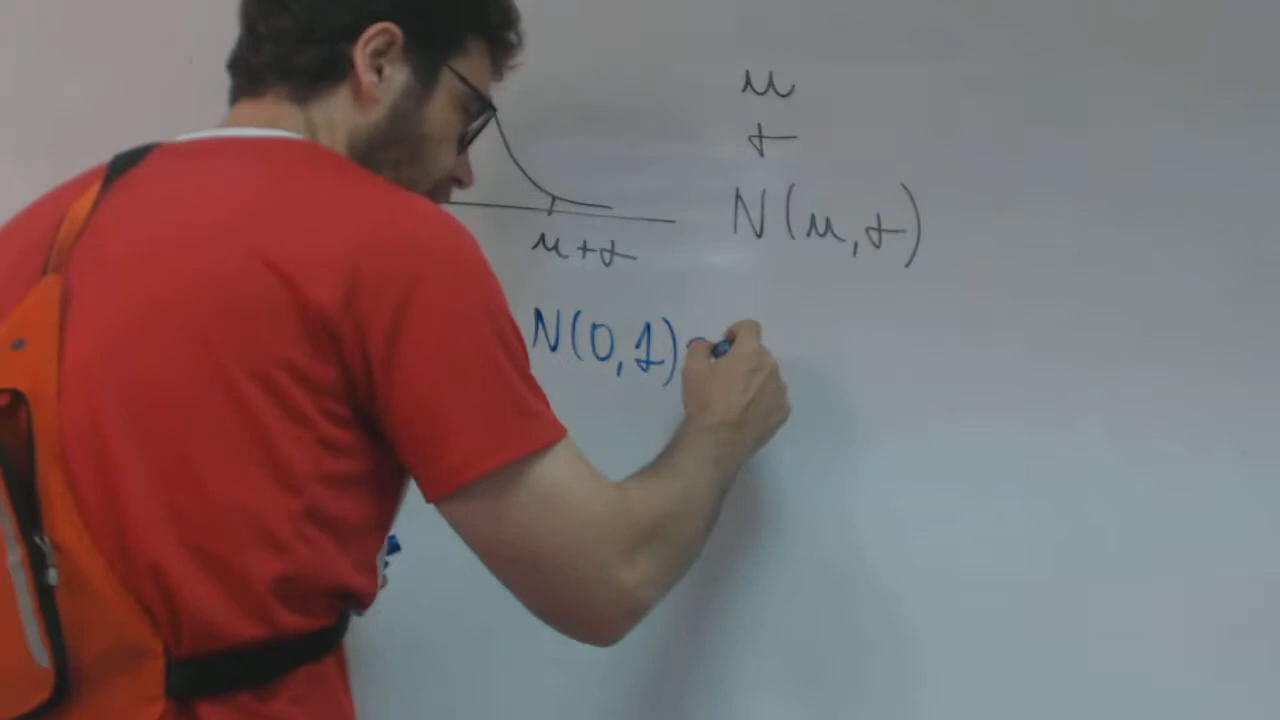 μ
σ
N(μ,σ)
μ+σ
N(0,1)